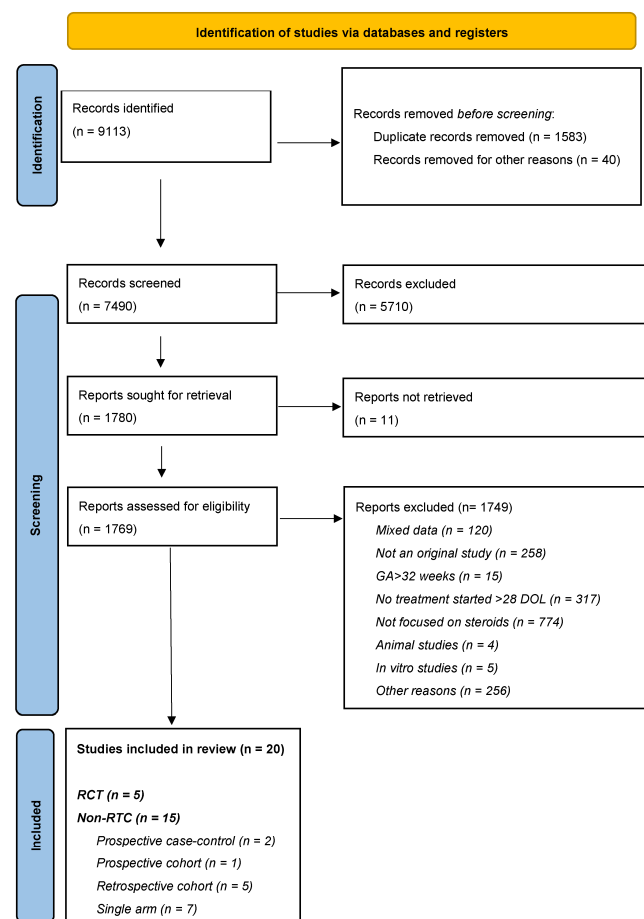 Identification of studies via databases and registers
Identification
Records identified
(n = 9113)
Records removed before screening:
Duplicate records removed (n = 1583)
Records removed for other reasons (n = 40)
Screening
Records screened
(n = 7490)
Records excluded
(n = 5710)
Reports sought for retrieval
(n = 1780)
Reports not retrieved
(n = 11)
Reports assessed for eligibility
(n = 1769)
Reports excluded (n= 1749)
Mixed data (n = 120)
Not an original study (n = 258)
GA>32 weeks (n = 15)
No treatment started >28 DOL (n = 317)
Not focused on steroids (n = 774)
Animal studies (n = 4)
In vitro studies (n = 5)
Other reasons (n = 256)
Included
Studies included in review (n = 20)
RCT (n = 5)
Non-RTC (n = 15)
Prospective case-control (n = 2)
Prospective cohort (n = 1)
Retrospective cohort (n = 5)
Single arm (n = 7)